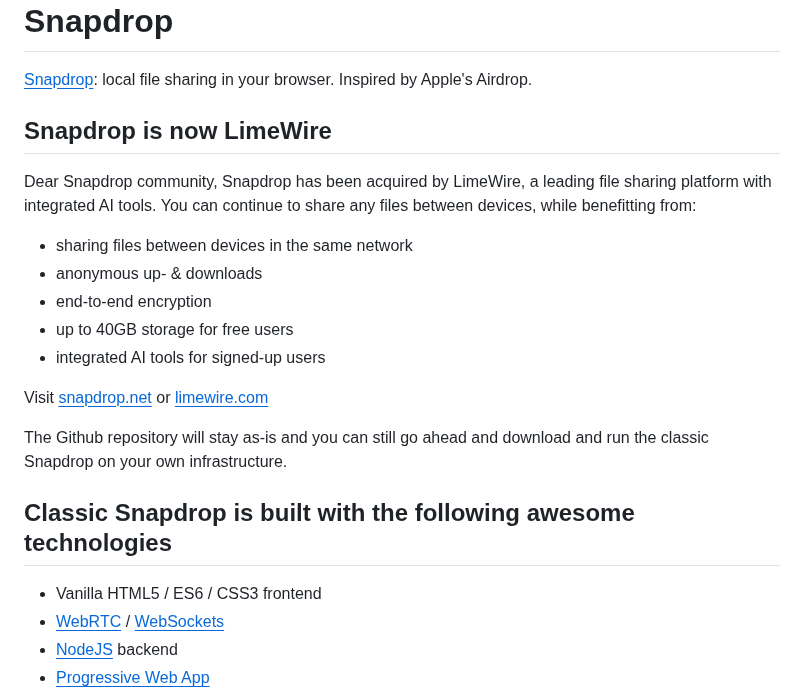 Snapdrop
Snapdrop: local file sharing in your browser. Inspired by Apple's Airdrop.
Snapdrop is now LimeWire
Dear Snapdrop community, Snapdrop has been acquired by LimeWire, a leading file sharing platform with
integrated AI tools. You can continue to share any files between devices, while benefitting from:
sharing files between devices in the same network
anonymous up- & downloads
end-to-end encryption
up to 40GB storage for free users
integrated AI tools for signed-up users
Visit snapdrop.net or limewire.com
The Github repository will stay as-is and you can still go ahead and download and run the classic
Snapdrop on your own infrastructure.
Classic Snapdrop is built with the following awesome
technologies
Vanilla HTML5 / ES6 / CSS3 frontend
WebRTC / WebSockets
NodeJS backend
Progressive Web App